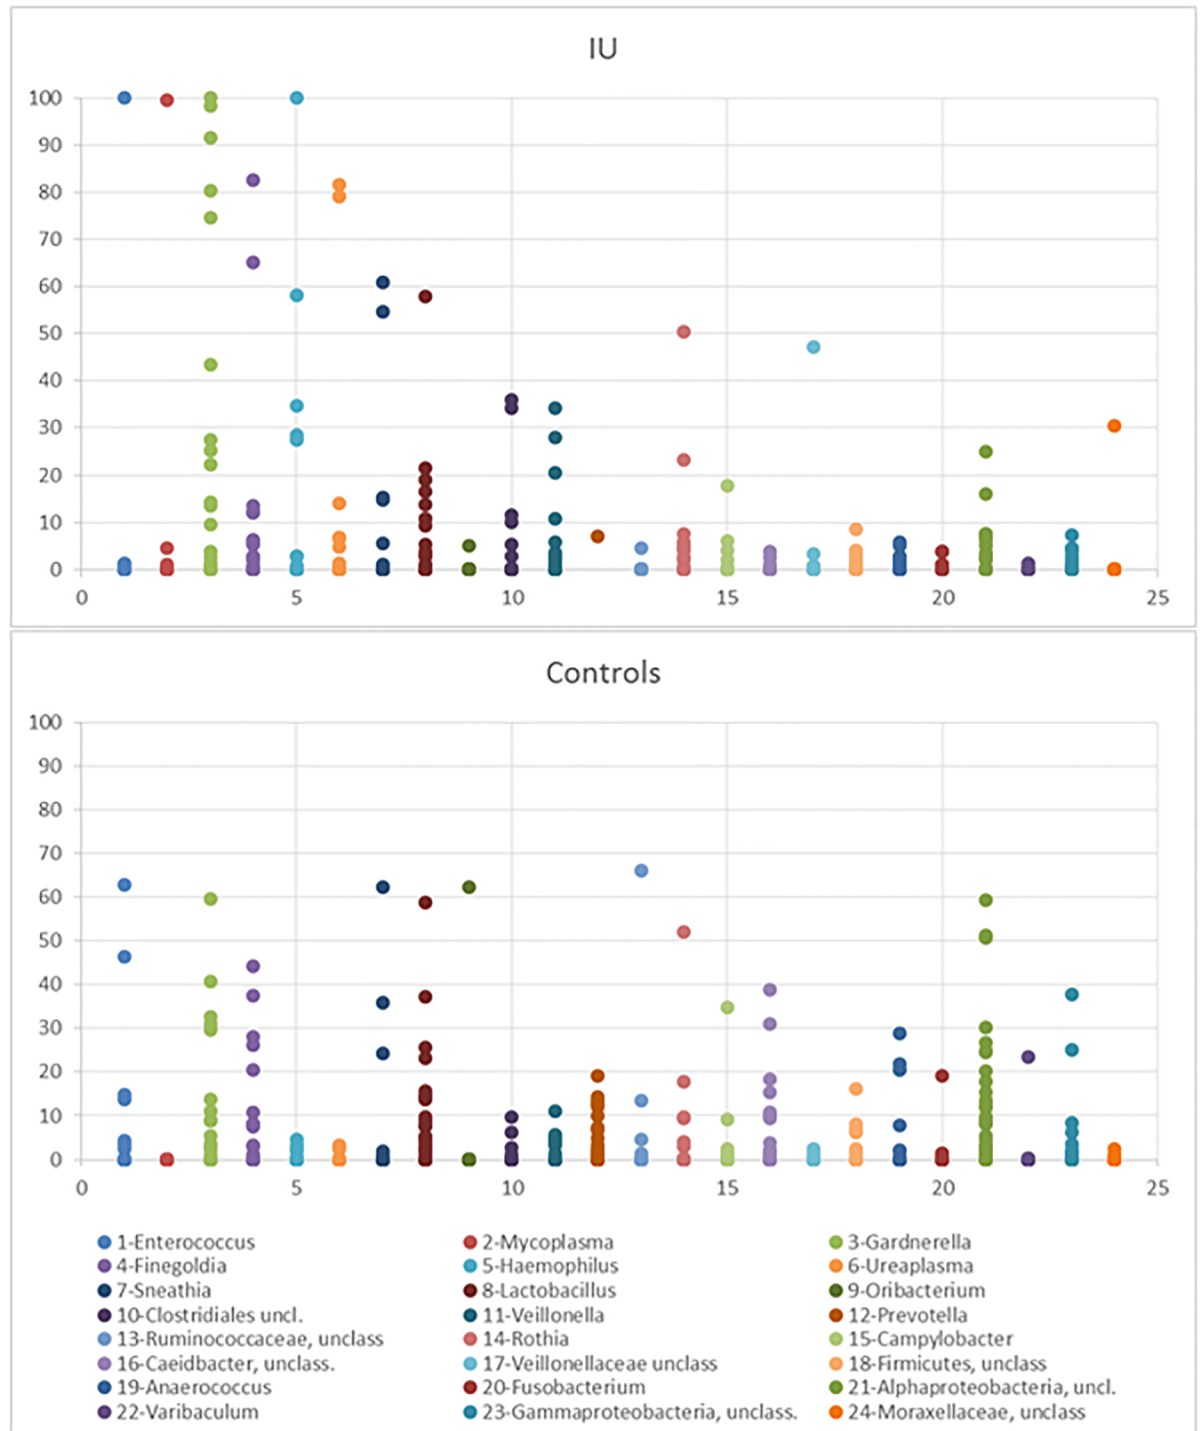 IU
100
90
80
70
60
50
40
30
20
10
0
0 5 10 15 20 25
Controls
100
90
80
70
60
50
40
30
20
10
0
0 5 10 15 20 25
1-Enterococcus 2-Mycoplasma 3-Gardnerella
4-Finegoldia 5-Haemophilus 6-Ureaplasma
7-Sneathia 8-Lactobacillus 9-Oribacterium
10-Clostridiales uncl. 11-Veillonella 12-Prevotella
13-Ruminococcaceae, unclass 14-Rothia 15-Campylobacter
16-Caeidbacter, unclass. 17-Veillonellaceae unclass 18-Firmicutes, unclass
19-Anaerococcus 20-Fusobacterium 21-Alphaproteobacteria, uncl.
22-Varibaculum 23-Gammaproteobacteria, unclass. 24-Moraxellaceae, unclass